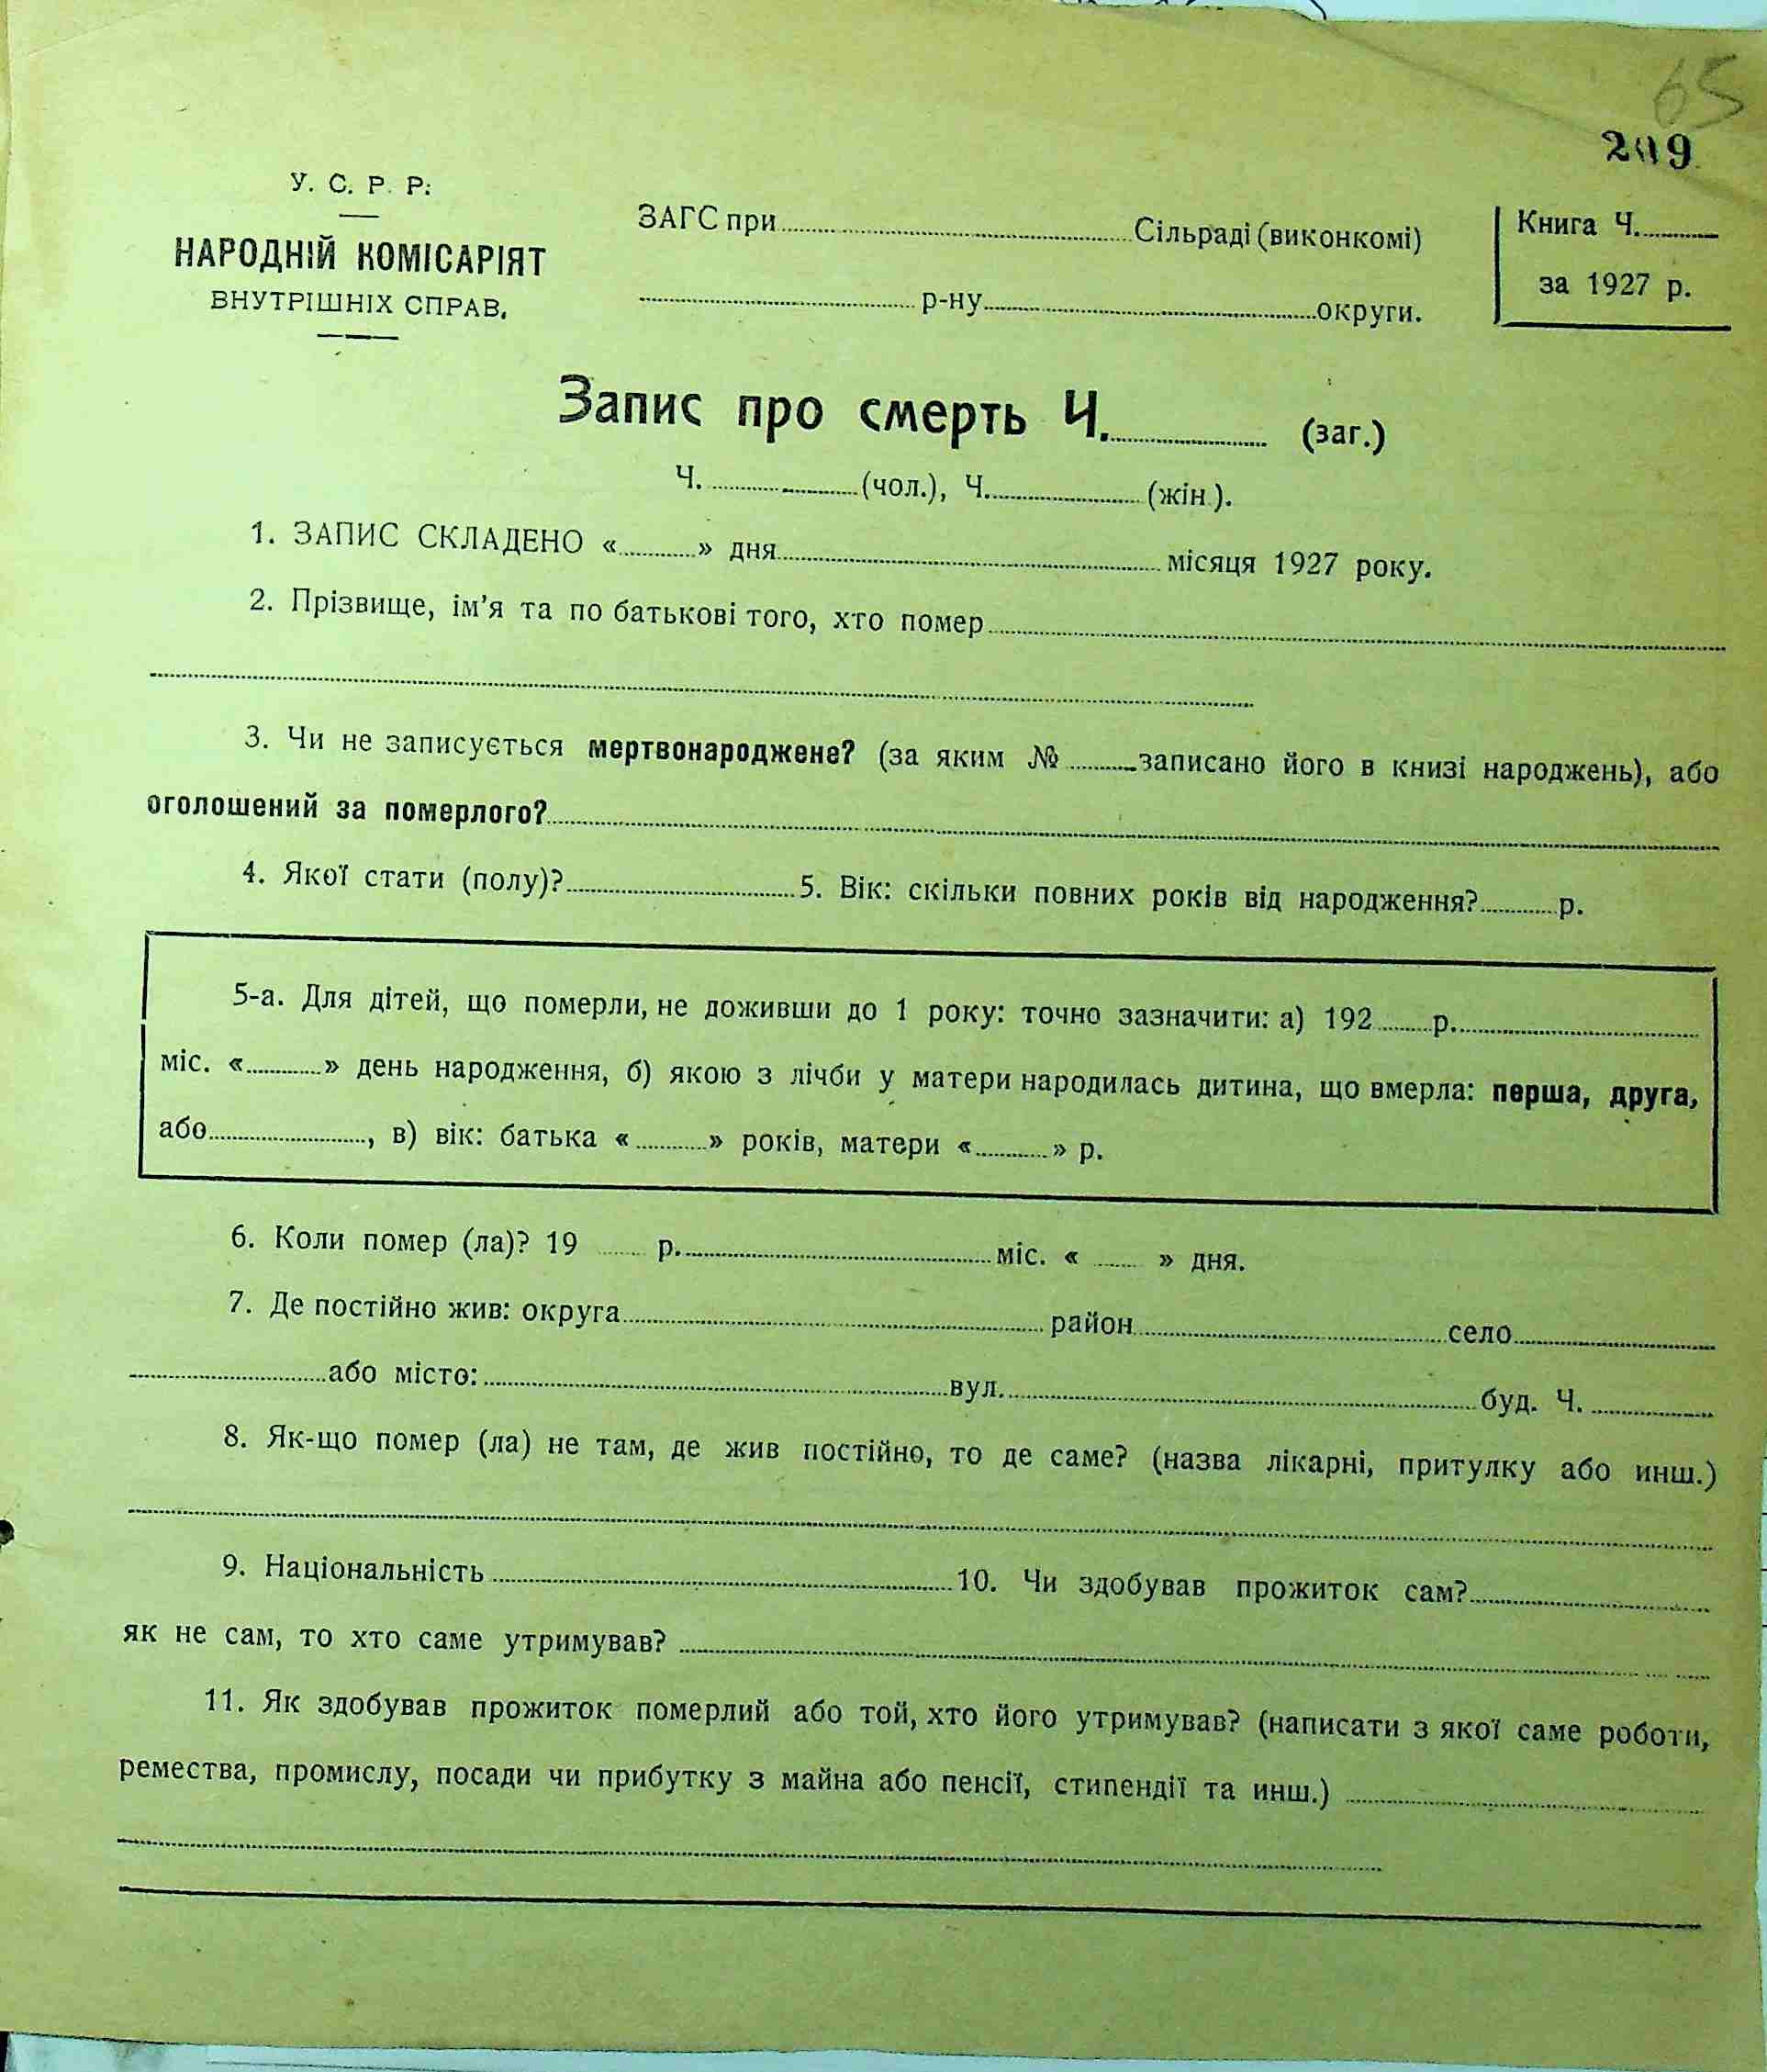 65
209
У. С. Р. Р.
НАРОДНІЙ КОМІСАРІЯТ
ВНУТРІШНІХ СПРАВ.
ЗАГС при Сільраді (виконкомі)
р-ну округи.
Книга Ч.
за 1927 р.
Запис про смерть Ч. (заг.)
Ч. (чол.), Ч. (жін.).
1. ЗАПИС СКЛАДЕНО « » дня місяця 1927 року.
2. Прізвище, ім’я та по батькові того, хто помер
3. Чи не записується мертвонароджене? (за яким № записано його в книзі народжень), або
оголошений за померлого?
4. Якої стати (полу)? 5. Вік: скільки повних років від народження? р.
5-а. Для дітей, що померли, не доживши до 1 року: точно зазначити: а) 192 р.
міс. « » день народження, б) якою з лічби у матери народилась дитина, що вмерла: перша, друга,
або , в) вік: батька « » років, матери « » р.
6. Коли помер (ла)? 19 р. міс. « » дня.
7. Де постійно жив: округа район село
або місто: вул. буд. Ч.
8. Як-що помер (ла) не там, де жив постійно, то де саме? (назва лікарні, притулку або инш.)
9. Національність 10. Чи здобував прожиток сам?
як не сам, то хто саме утримував?
11. Як здобував прожиток померлий або той, хто його утримував? (написати з якої саме роботи,
ремества, промислу, посади чи прибутку з майна або пенсії, стипендії та инш.)